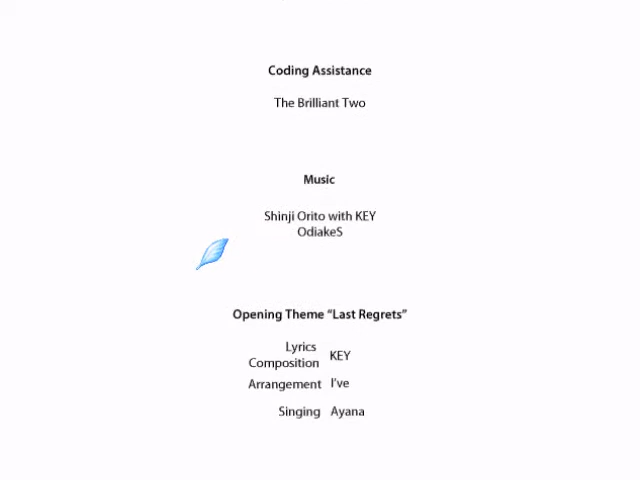 Coding Assistance
The Brilliant Two
Music
Shinji Orito with KEY
OdiakeS
Opening Theme “Last Regrets”
Lyrics
Composition KEY
Arrangement I've
Singing Ayana